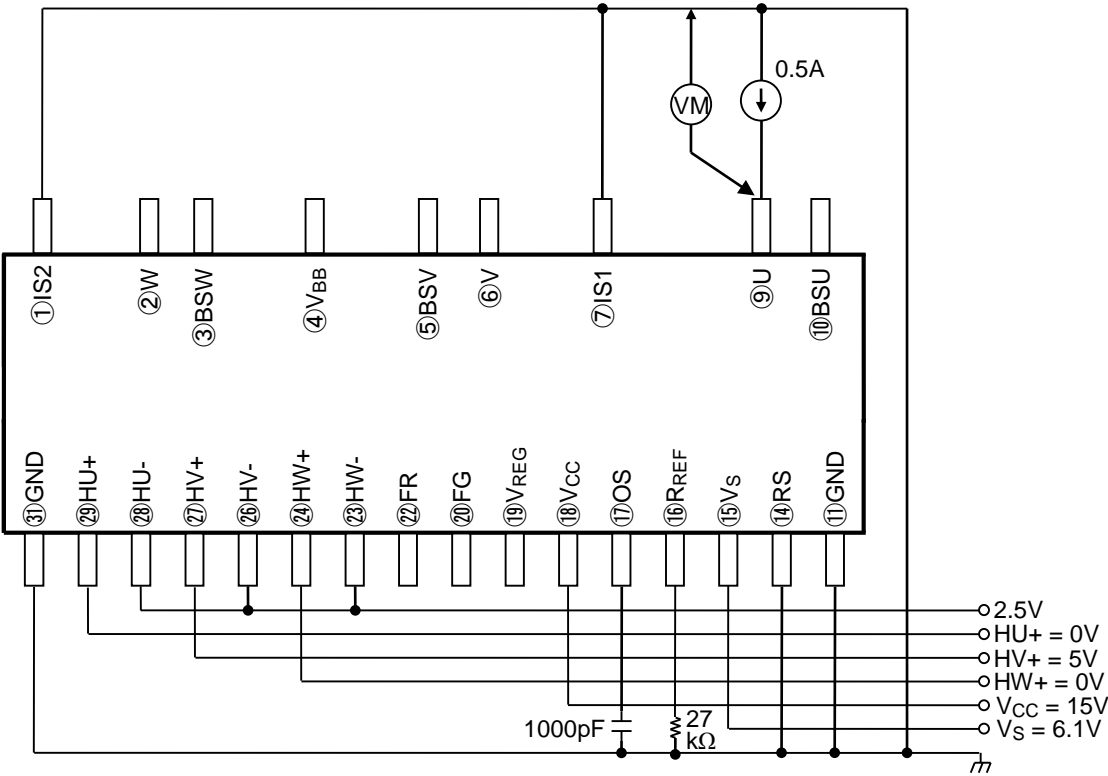 0.5A
VM
①IS2
②W
③BSW
④VBB
⑤BSV
⑥V
⑦IS1
⑨U
⑩BSU
㉛GND
㉙HU+
㉘HU-
㉗HV+
㉖HV-
㉔HW+
㉓HW-
㉒FR
⑳FG
⑲VREG
⑱VCC
⑰OS
⑯RREF
⑮VS
⑭RS
⑪GND
2.5V
HU+ = 0V
HV+ = 5V
HW+ = 0V
VCC = 15V
VS = 6.1V
1000pF
27
kΩ